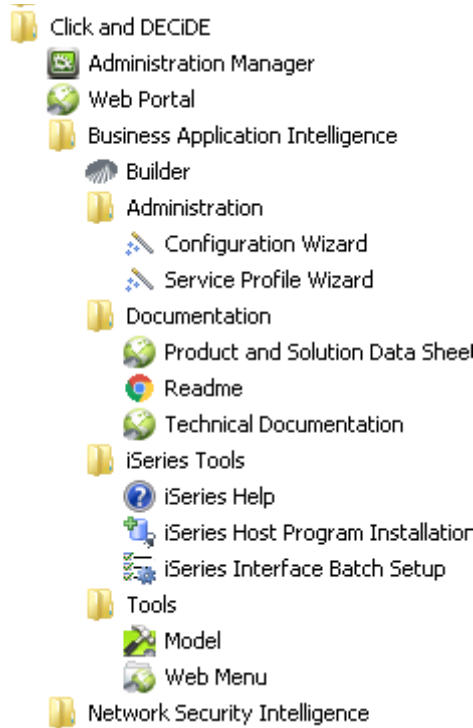 Click and DECiDE
Administration Manager
Web Portal
Business Application Intelligence
Builder
Administration
Configuration Wizard
Service Profile Wizard
Documentation
Product and Solution Data Sheet
Readme
Technical Documentation
iSeries Tools
iSeries Help
iSeries Host Program Installation
iSeries Interface Batch Setup
Tools
Model
Web Menu
Network Security Intelligence